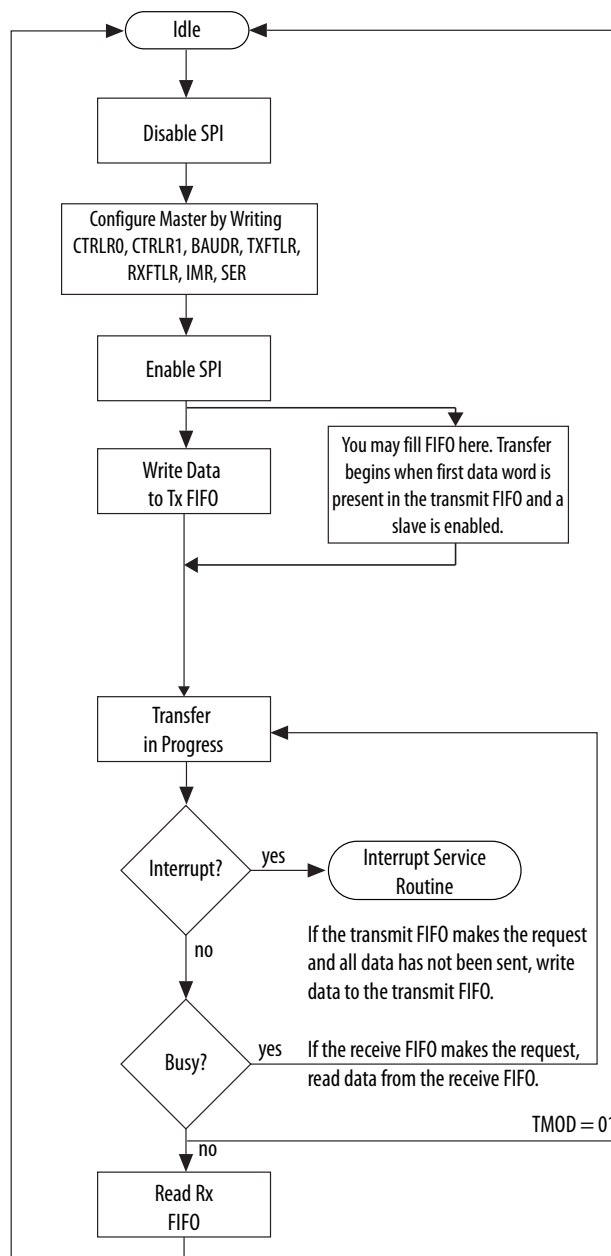 Idle
Disable SPI
Configure Master by Writing
CTRLR0, CTRLR1, BAUDR, TXFTLR,
RXFTLR, IMR, SER
Enable SPI
You may fill FIFO here. Transfer
begins when first data word is
present in the transmit FIFO and a
slave is enabled.
Write Data
to Tx FIFO
Transfer
in Progress
Interrupt?
yes
Interrupt Service
Routine
no
If the transmit FIFO makes the request
and all data has not been sent, write
data to the transmit FIFO.
Busy?
yes
If the receive FIFO makes the request,
read data from the receive FIFO.
TMOD = 01
no
Read Rx
FIFO